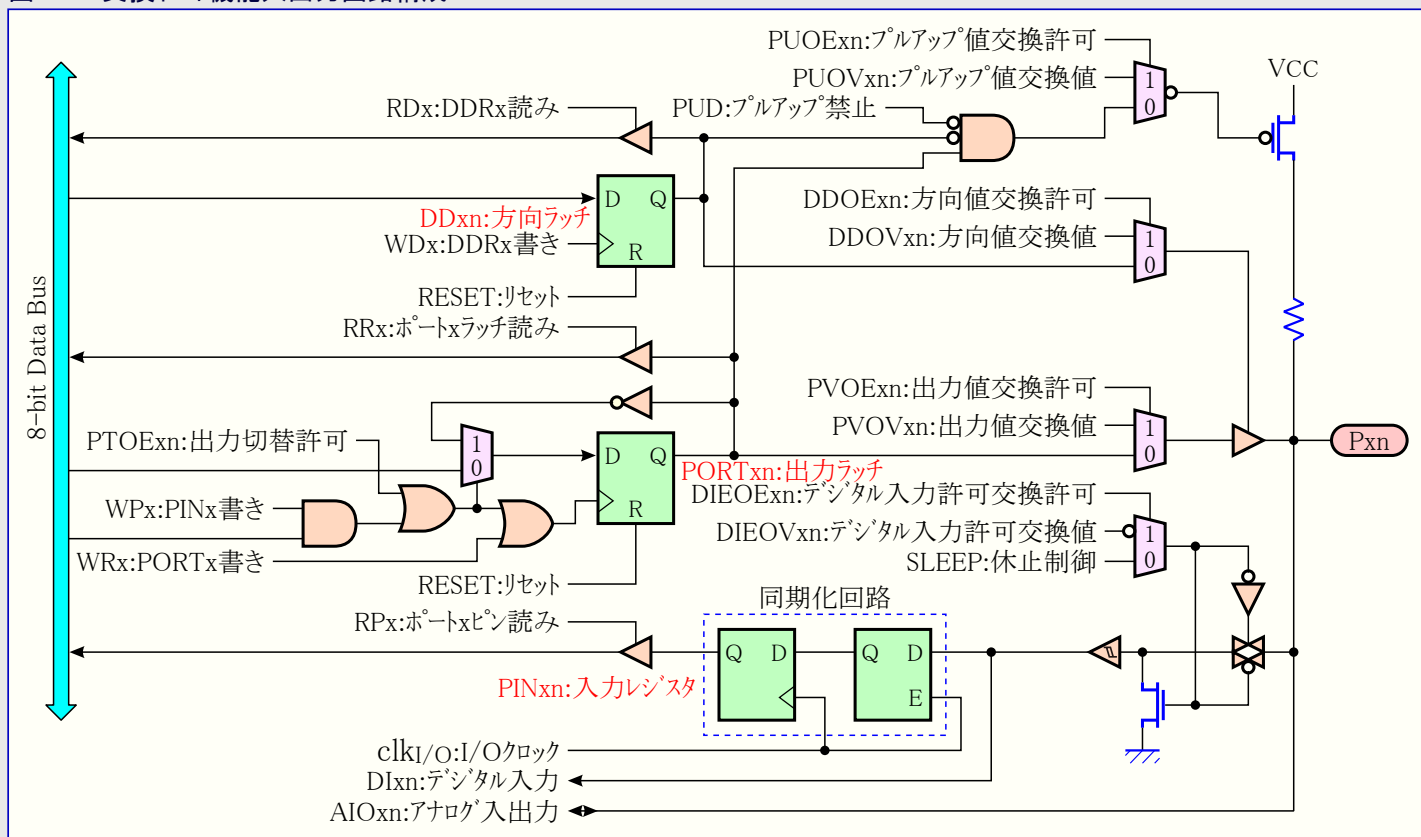 PUOExn:プルアップ値交換許可
PUOVxn:プルアップ値交換値
1
0
VCC
RDx:DDRx読み
PUD:プルアップ禁止
D Q
DDxn:方向ラッチ
WDx:DDRx書き
R
DDOExn:方向値交換許可
DDOVxn:方向値交換値
1
0
RESET:リセット
RRx:ポートxラッチ読み
8-bit Data Bus
PTOExn:出力切替許可
1
0
D Q
PORTxn:出力ラッチ
R
PVOExn:出力値交換許可
PVOVxn:出力値交換値
1
0
Pxn
WPx:PINx書き
WRx:PORTx書き
RESET:リセット
DIEOExn:デジタル入力許可交換許可
DIEOVxn:デジタル入力許可交換値
SLEEP:休止制御
1
0
同期化回路
RPx:ポートxピン読み
Q D
Q D
E
PINxn:入力レジスタ
clkI/O:I/Oクロック
DIxn:デジタル入力
AIOxn:アナログ入出力